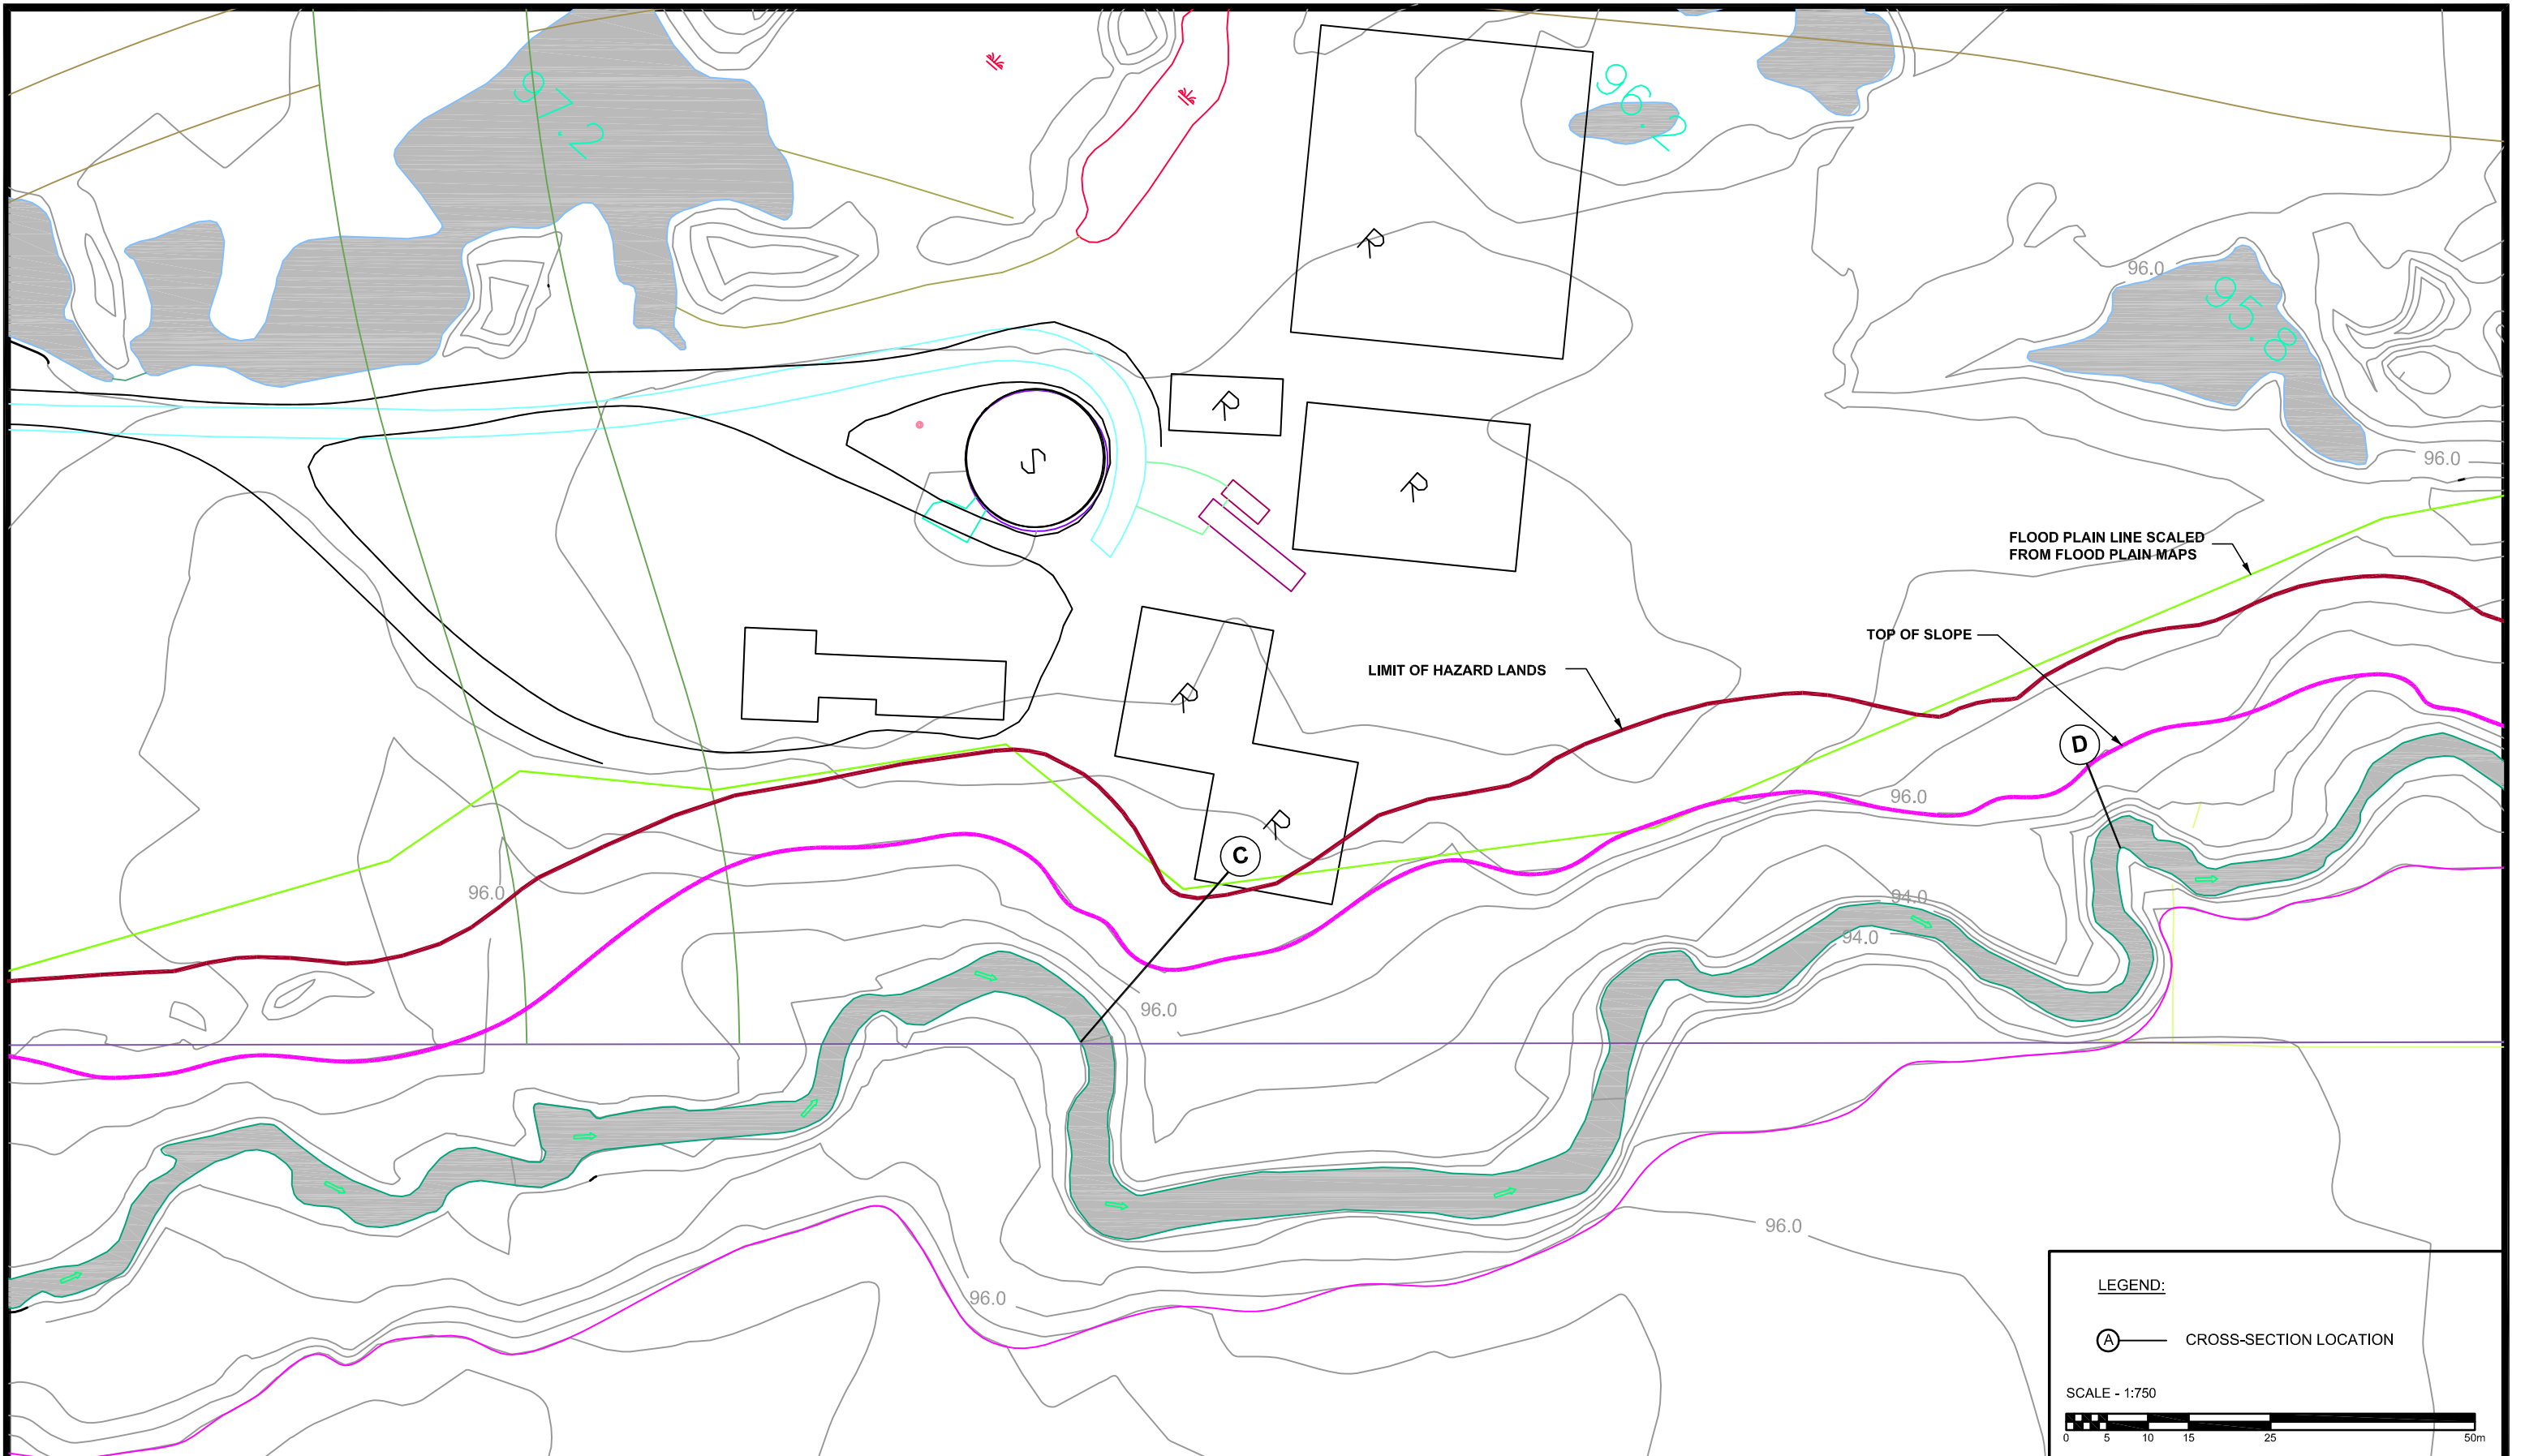 97.2
96.2
R
96.0
95.8
R
S
R
96.0
FLOOD PLAIN LINE SCALED
FROM FLOOD PLAIN MAPS
TOP OF SLOPE
LIMIT OF HAZARD LANDS
R
D
96.0
R
C
96.0
94.0
94.0
96.0
96.0
96.0
LEGEND:
A CROSS-SECTION LOCATION
SCALE - 1:750
0 5 10 15 25 50m